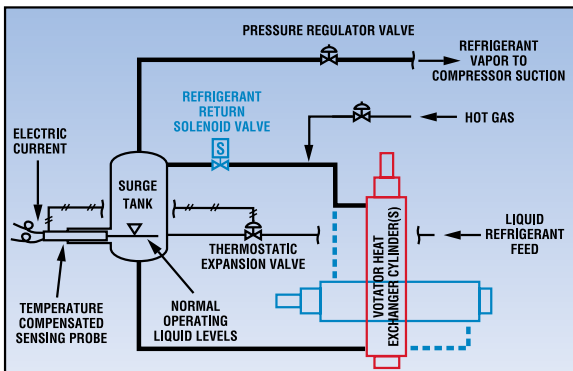 PRESSURE REGULATOR VALVE
REFRIGERANT
VAPOR TO
COMPRESSOR SUCTION
REFRIGERANT
RETURN
SOLENOID VALVE
S
HOT GAS
ELECTRIC
CURRENT
SURGE
TANK
THERMOSTATIC
EXPANSION VALVE
LIQUID
REFRIGERANT
FEED
VOTATOR HEAT
EXCHANGER CYLINDER(S)
TEMPERATURE
COMPENSATED
SENSING PROBE
NORMAL
OPERATING
LIQUID LEVELS